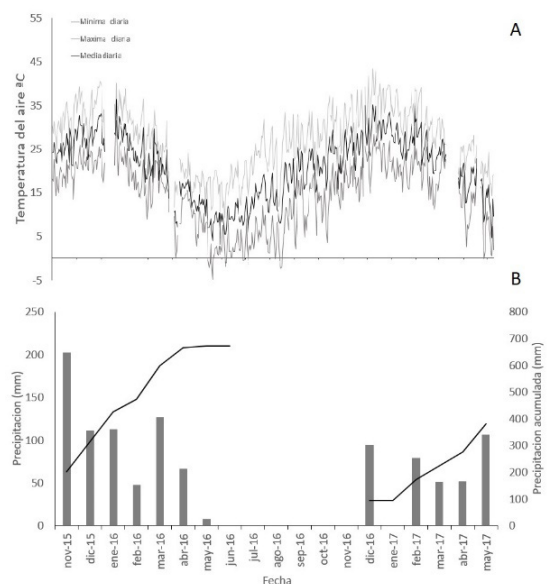 55
45
35
25
15
5
-5
Temperatura del aire ºC
Minima diaria
Maxima diaria
Media diaria
A
B
250
200
150
100
50
0
Precipitacion (mm)
800
700
600
500
400
300
200
100
0
Precipitacion acumulada (mm)
nov-15
dic-15
ene-16
feb-16
mar-16
abr-16
may-16
jun-16
jul-16
ago-16
sep-16
oct-16
nov-16
dic-16
ene-17
feb-17
mar-17
abr-17
may-17
Fecha